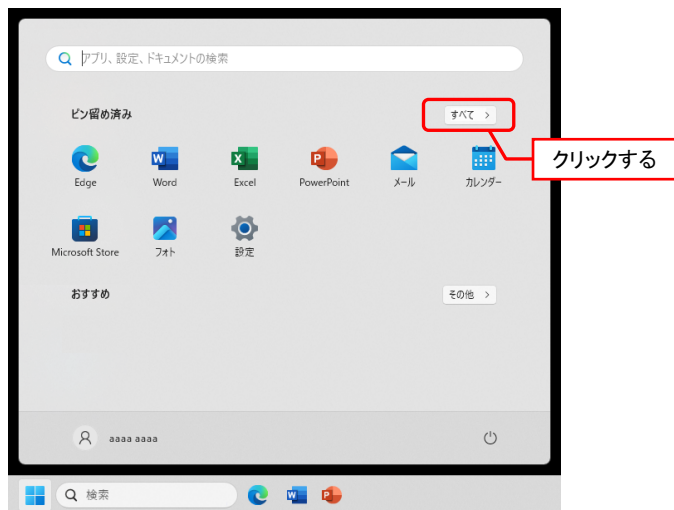 アプリ、設定、ドキュメントの検索
ピン留め済み
すべて >
クリックする
Edge
Word
Excel
PowerPoint
メール
カレンダー
Microsoft Store
フォト
設定
おすすめ
その他 >
aaaa aaaa
検索